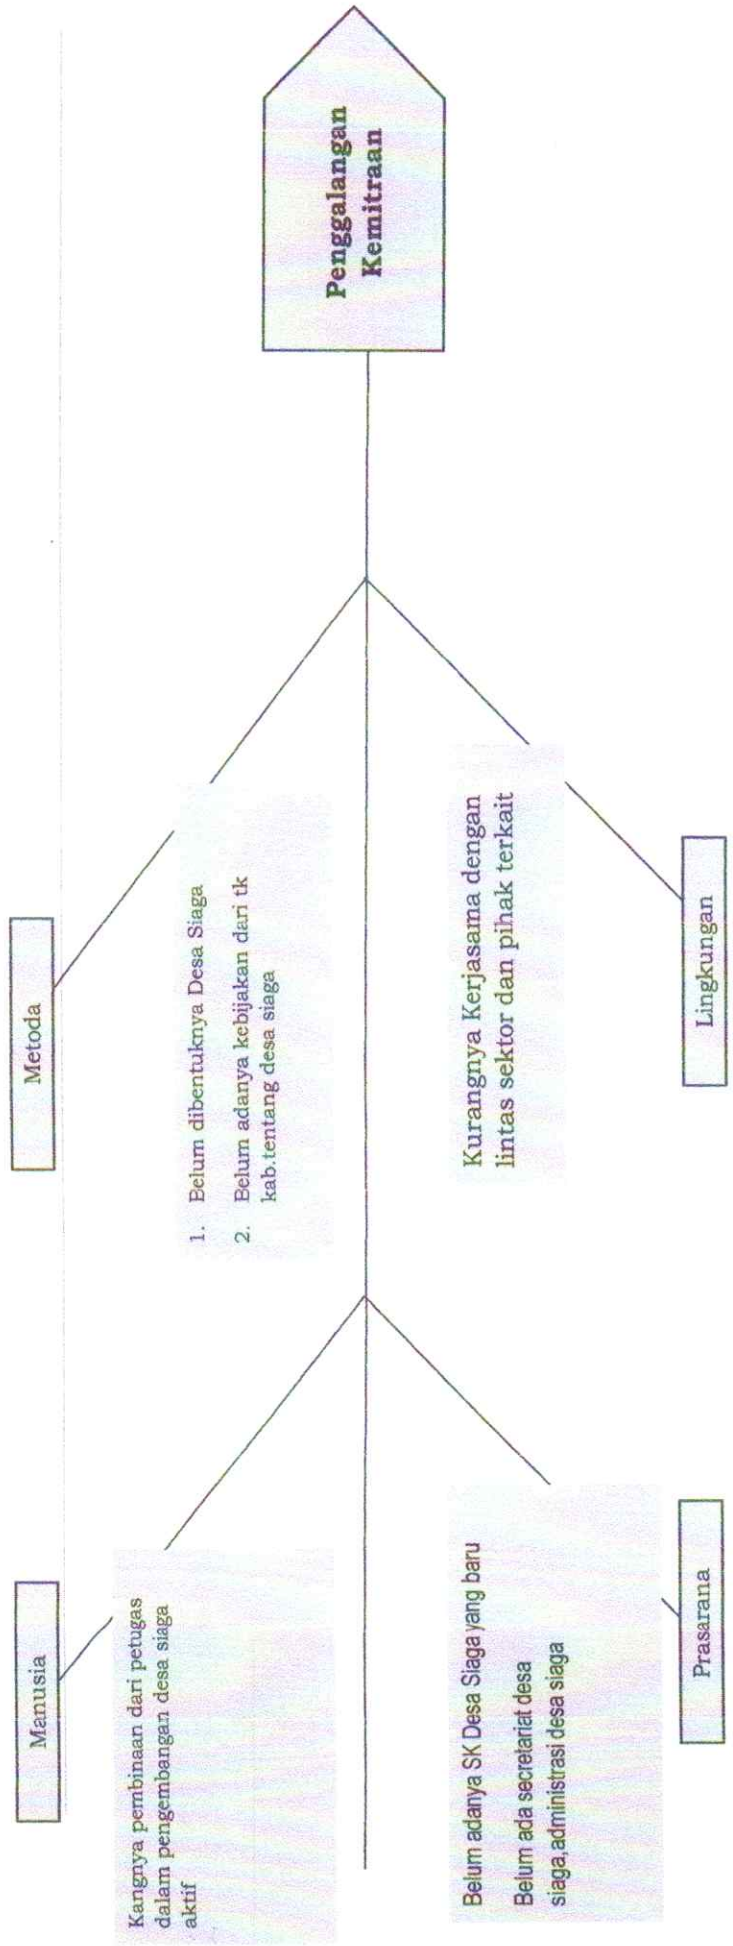 Manusia
Metoda
Kangnya pembinaan dari petugas
dalam pengembangan desa siaga
aktif
1. Belum dibentuknya Desa Siaga
2. Belum adanya kebijakan dari tk
kab.tentang desa siaga
Penggalangan
Kemitraan
Belum adanya SK Desa Siaga yang baru
Belum ada secretariat desa
siaga,administrasi desa siaga
Kurangnya Kerjasama dengan
lintas sektor dan pihak terkait
Prasarana
Lingkungan